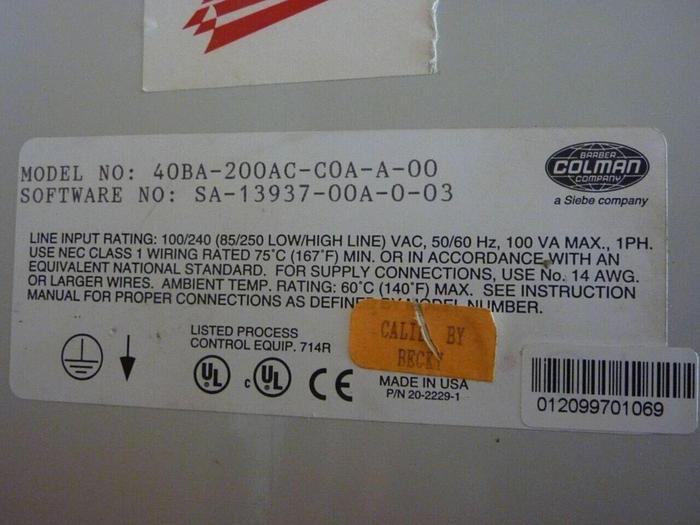 MODEL NO: 40BA-200AC-C0A-A-00
SOFTWARE NO: SA-13937-00A-0-03
BARBER
COLMAN
COMPANY
a Siebe company
LINE INPUT RATING: 100/240 (85/250 LOW/HIGH LINE) VAC, 50/60 Hz, 100 VA MAX., 1PH.
USE NEC CLASS 1 WIRING RATED 75°C (167°F) MIN. OR IN ACCORDANCE WITH AN
EQUIVALENT NATIONAL STANDARD. FOR SUPPLY CONNECTIONS, USE No. 14 AWG.
OR LARGER WIRES. AMBIENT TEMP. RATING: 60°C (140°F) MAX. SEE INSTRUCTION
MANUAL FOR PROPER CONNECTIONS AS DEFINED BY MODEL NUMBER.
LISTED PROCESS
CONTROL EQUIP. 714R
UL
c UL
CE
CALIB BY
BECKY
MADE IN USA
P/N 20-2229-1
012099701069